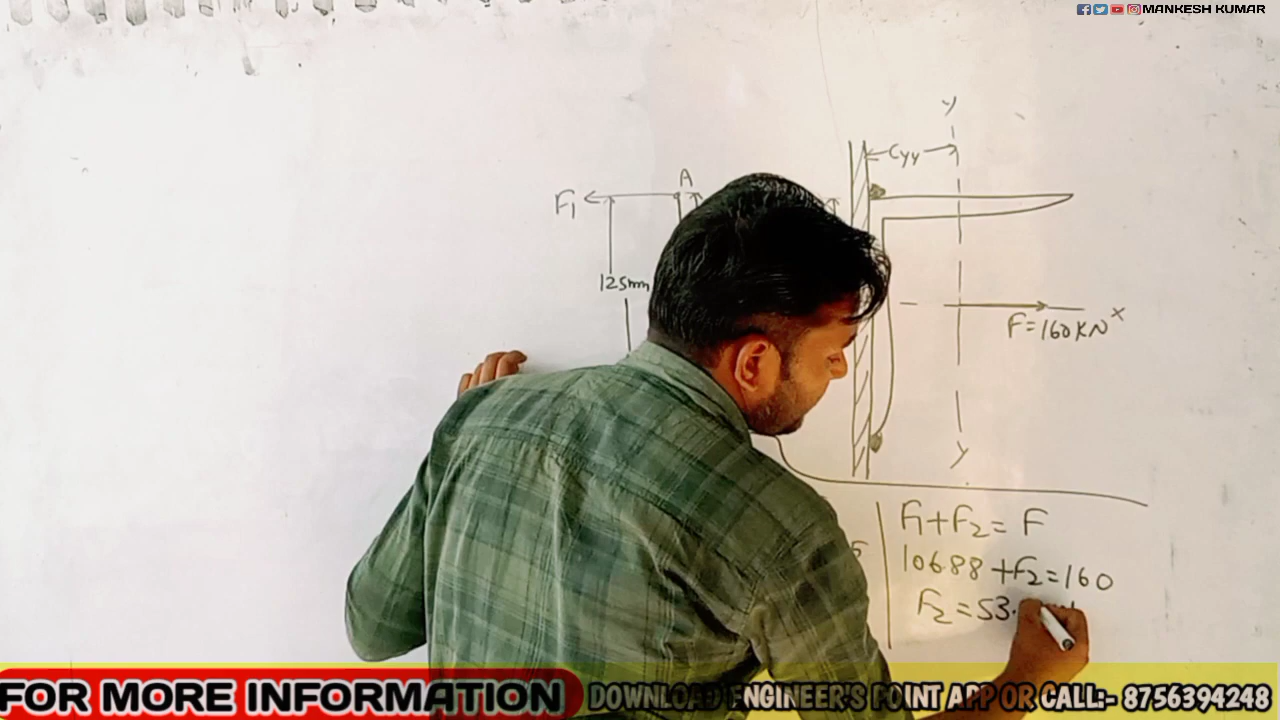 MANKESH KUMAR
y
Cyy
A
F1
125mm
F=160KN
x
y
F1+F2= F
106.88 +F2=160
F2 = 53.
FOR MORE INFORMATION
DOWNLOAD ENGINEER'S POINT APP OR CALL:- 8756394248